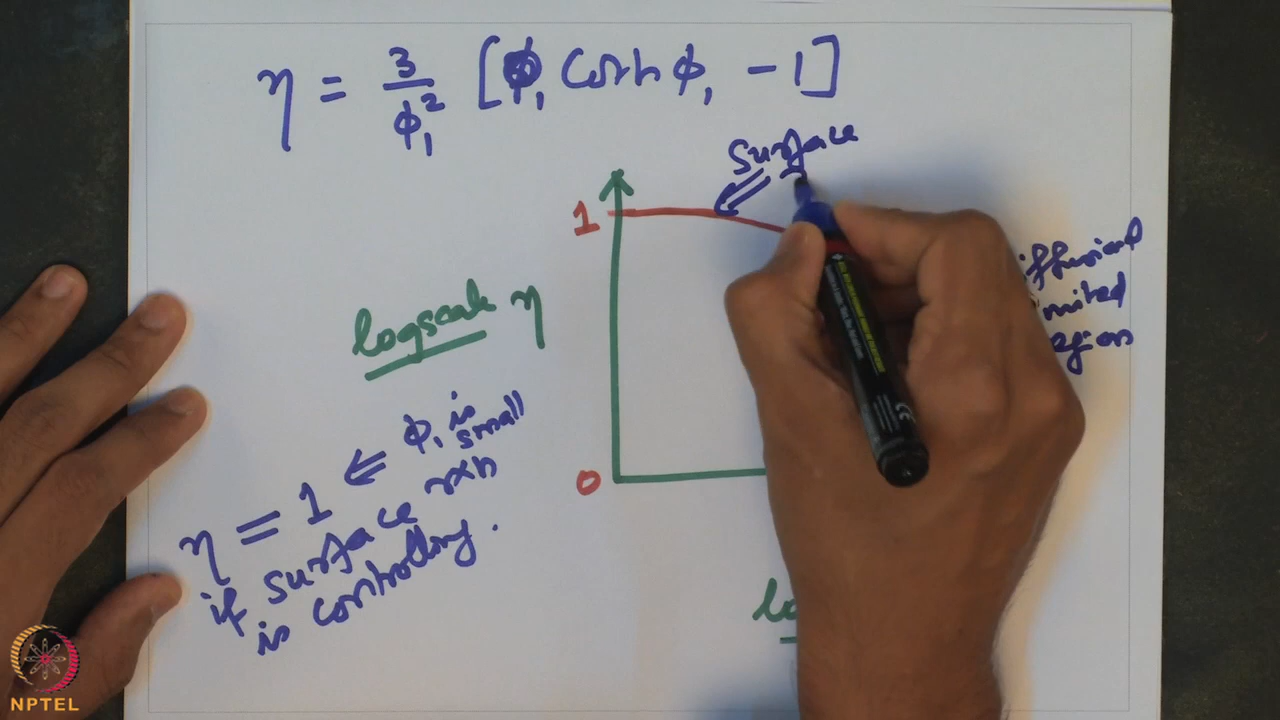 η = 3/ϕ₁² [ϕ₁ Coth ϕ₁ - 1]
Surface
1
logscale η
ϕ₁ is
small
η = 1
if surface rxn
is controlling.
0
NPTEL